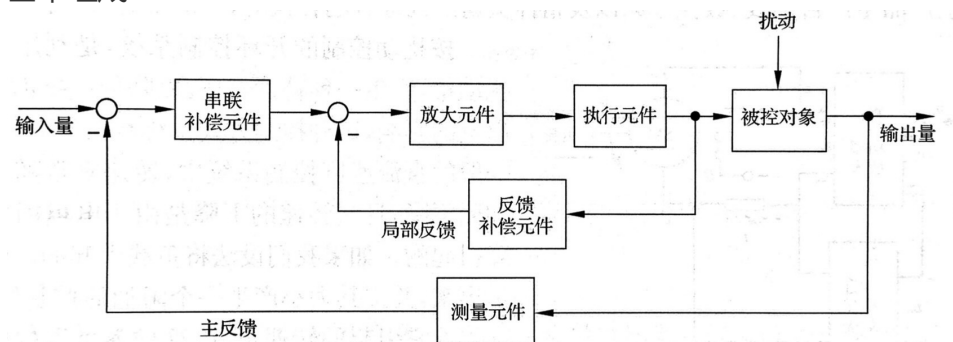 扰动
输入量
串联
补偿元件
放大元件
执行元件
被控对象
输出量
局部反馈
反馈
补偿元件
主反馈
测量元件